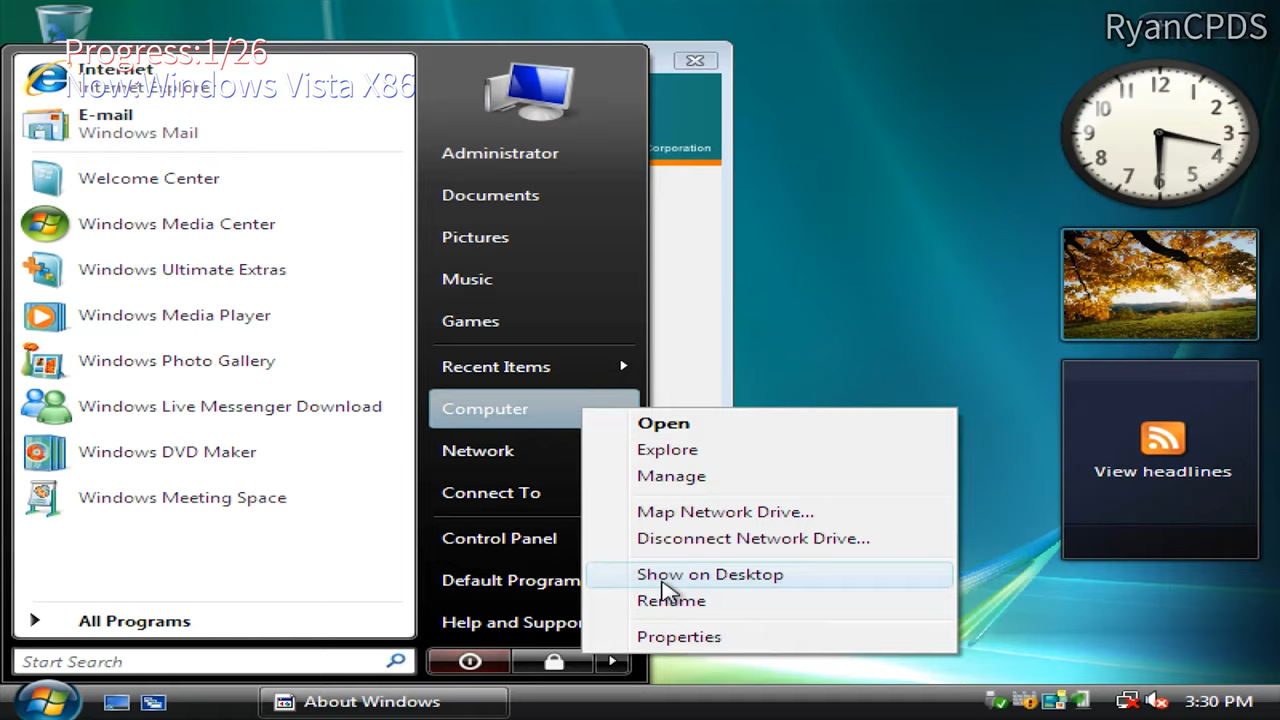 RyanCPDS
Progress:1/26
Now:Windows Vista X86
Internet
Internet Explorer
E-mail
Windows Mail
Welcome Center
Windows Media Center
Windows Ultimate Extras
Windows Media Player
Windows Photo Gallery
Windows Live Messenger Download
Windows DVD Maker
Windows Meeting Space
All Programs
Start Search
Administrator
Documents
Pictures
Music
Games
Recent Items
Computer
Network
Connect To
Control Panel
Default Program
Help and Suppo
Corporation
Open
Explore
Manage
Map Network Drive...
Disconnect Network Drive...
Show on Desktop
Rename
Properties
12
11 1
10 2
9 3
8 4
7 5
6
View headlines
About Windows
3:30 PM